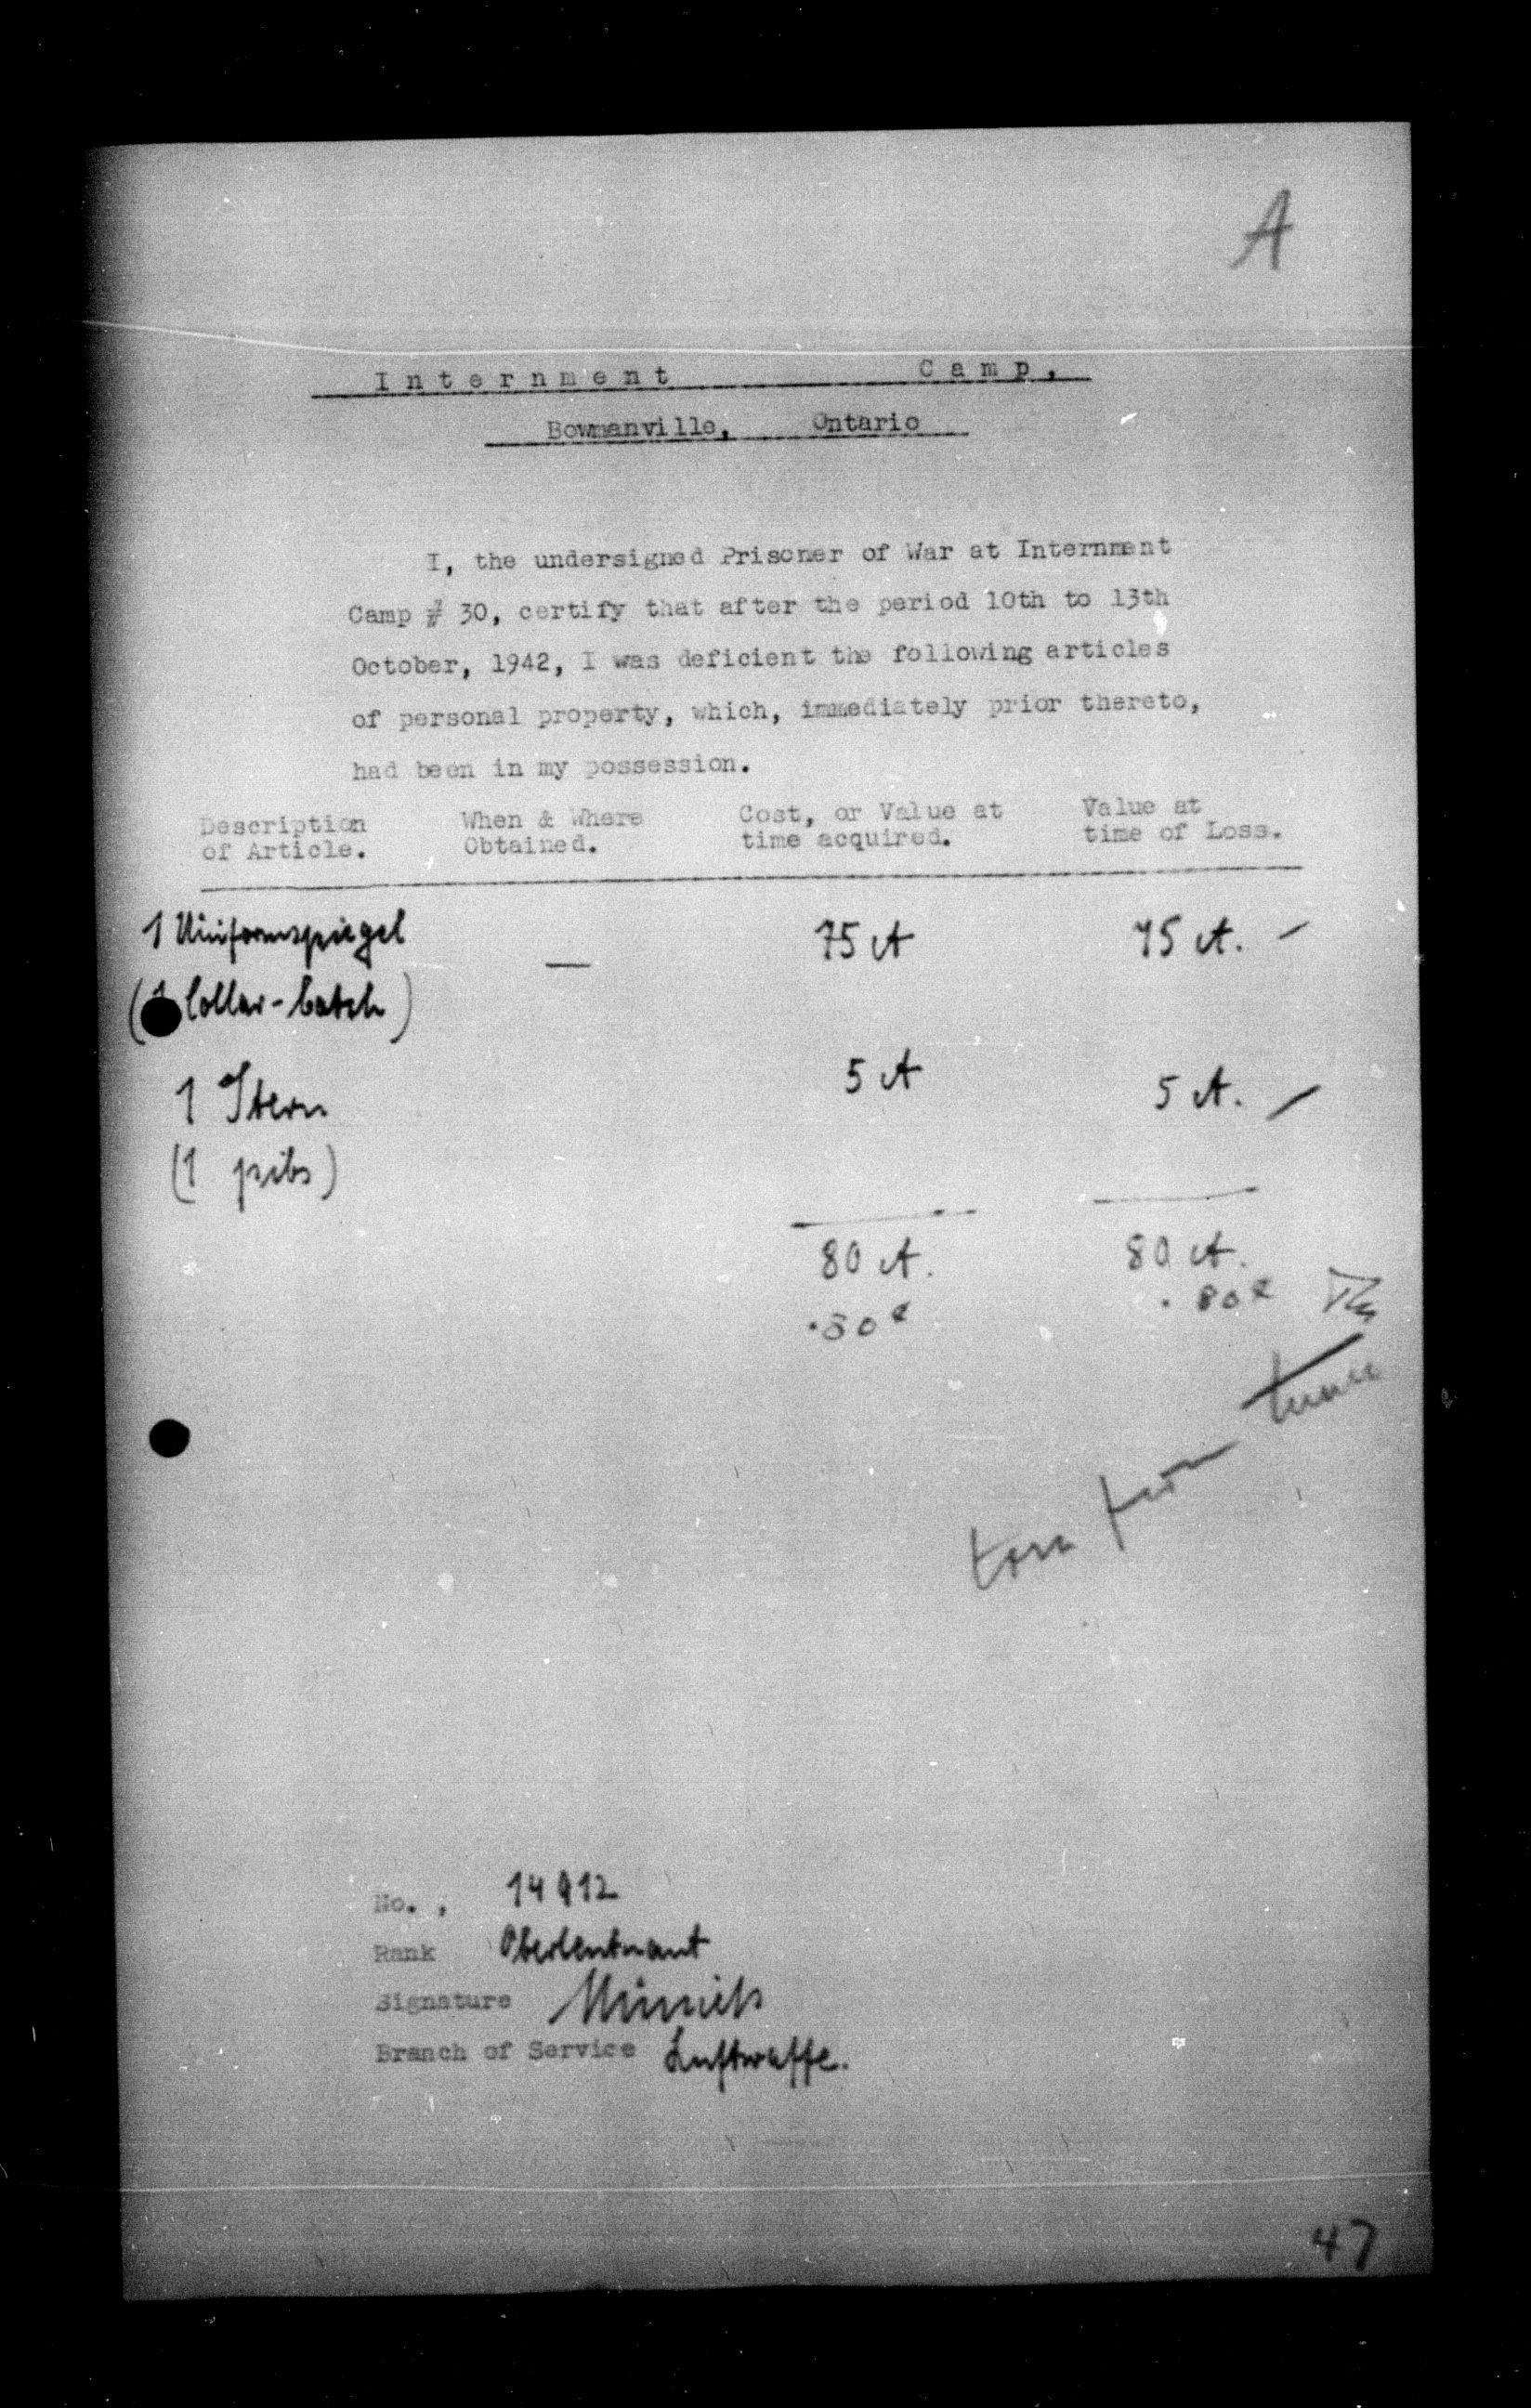 A
Internment Camp,
Bowmanville, Ontario
I, the undersigned Prisoner of War at Internment
Camp # 30, certify that after the period 10th to 13th
October, 1942, I was deficient the following articles
of personal property, which, immediately prior thereto,
had been in my possession.
Description of Article. When & Where Obtained. Cost, or Value at time acquired. Value at time of Loss.
1 Uniformspiegel — 75 ct 75 ct. –
(1 Collar-batch)
1 Stern 5 ct 5 ct. –
(1 pibs)
80 ct. 80 ct.
.80¢ .80¢
torn from tunic
No., 14912
Rank Oberleutnant
Signature
Branch of Service Luftwaffe.
47